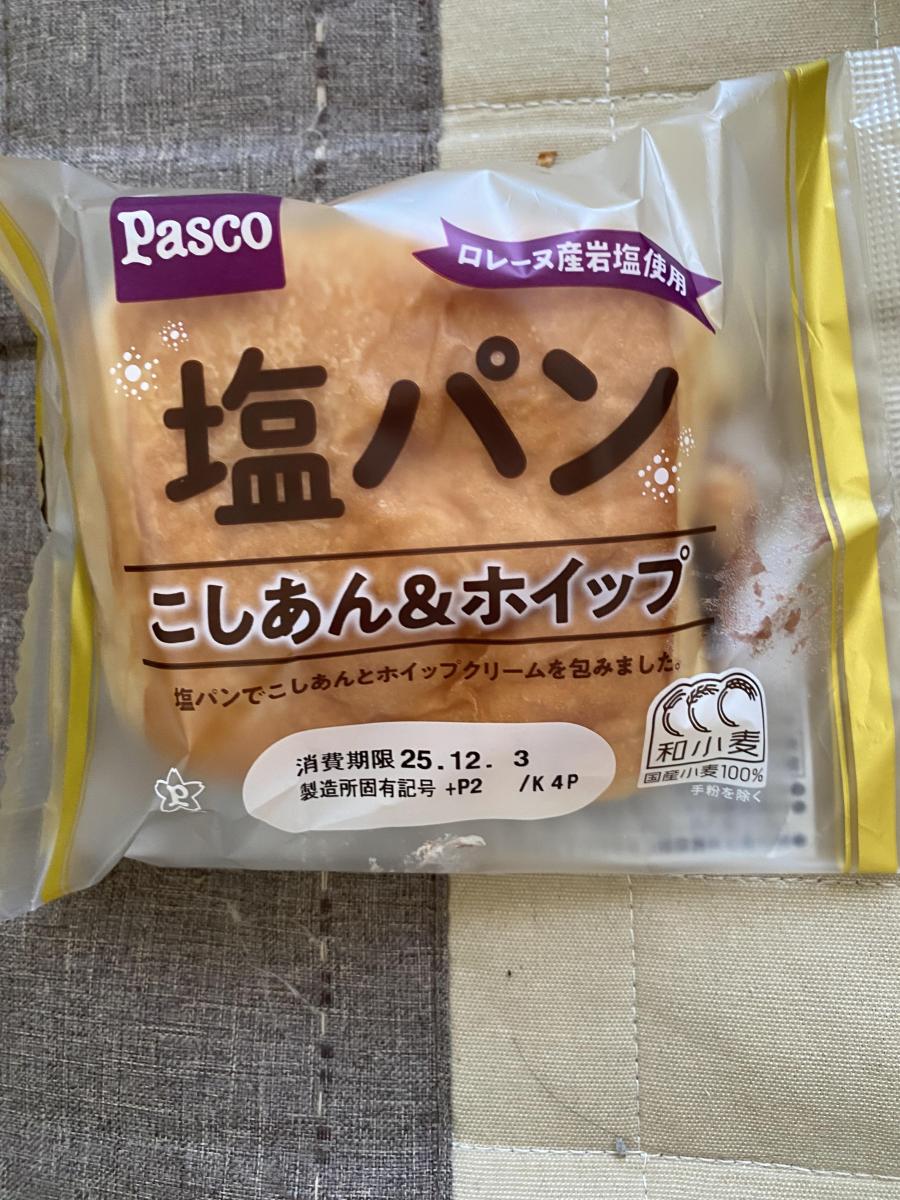 Pasco
ロレーヌ産岩塩使用
塩パン
こしあん&ホイップ
塩パンでこしあんとホイップクリームを包みました。
消費期限 25.12. 3
製造所固有記号 +P2 /K 4P
和小麦
国産小麦100%
手粉を除く
P